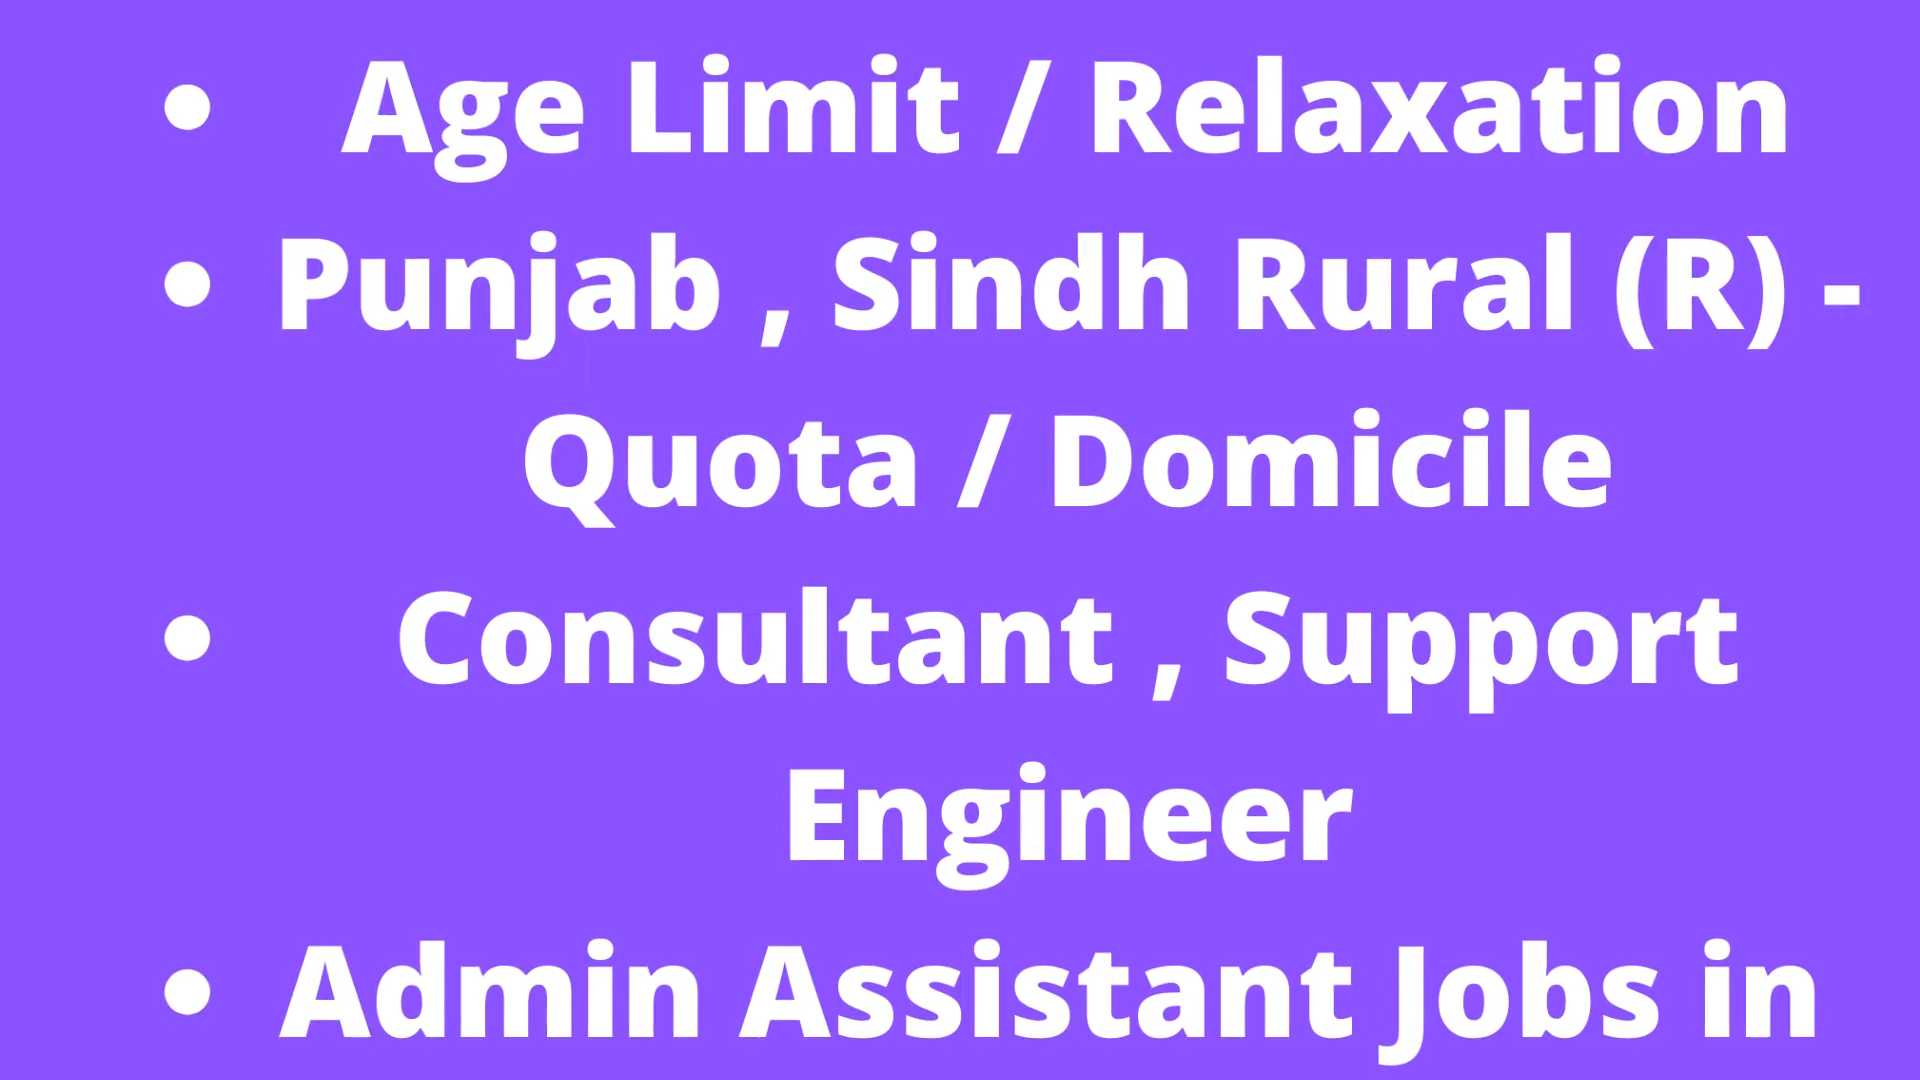 • Age Limit / Relaxation
• Punjab , Sindh Rural (R) -
Quota / Domicile
• Consultant , Support
Engineer
• Admin Assistant Jobs in